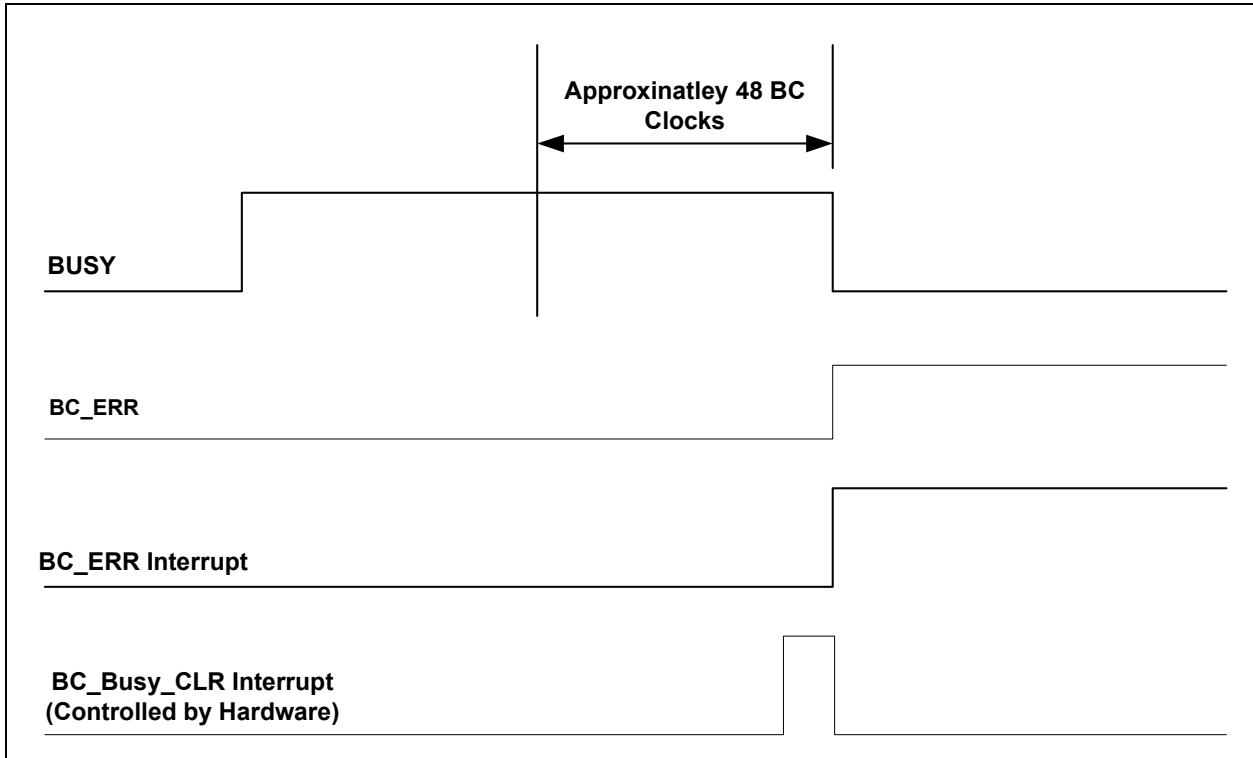 Approxinatley 48 BC
Clocks
BUSY
BC_ERR
BC_ERR Interrupt
BC_Busy_CLR Interrupt
(Controlled by Hardware)